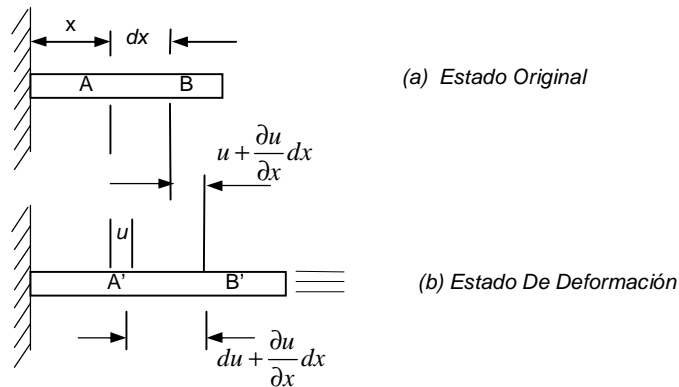 x dx
A B
(a) Estado Original
u + ∂u/∂x dx
u
A' B'
(b) Estado De Deformación
du + ∂u/∂x dx